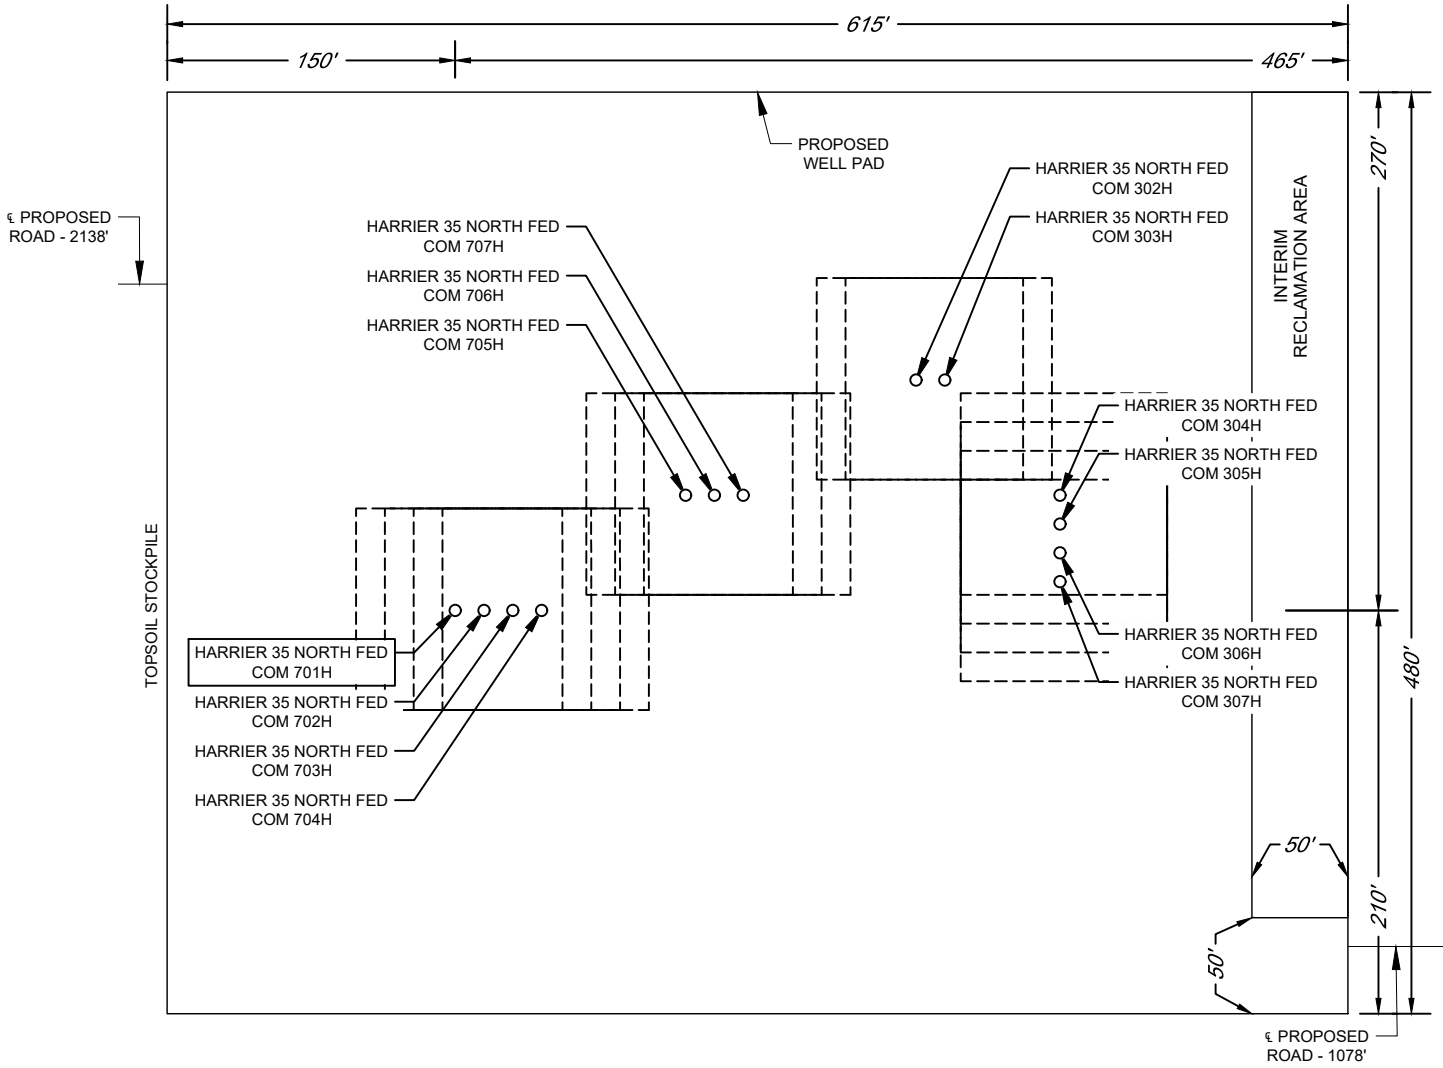 615'
150'
465'
PROPOSED
WELL PAD
HARRIER 35 NORTH FED
COM 302H
HARRIER 35 NORTH FED
COM 303H
270'
INTERIM
RECLAMATION AREA
℄ PROPOSED
ROAD - 2138'
HARRIER 35 NORTH FED
COM 707H
HARRIER 35 NORTH FED
COM 706H
HARRIER 35 NORTH FED
COM 705H
HARRIER 35 NORTH FED
COM 304H
HARRIER 35 NORTH FED
COM 305H
TOPSOIL STOCKPILE
HARRIER 35 NORTH FED
COM 701H
HARRIER 35 NORTH FED
COM 702H
HARRIER 35 NORTH FED
COM 703H
HARRIER 35 NORTH FED
COM 704H
HARRIER 35 NORTH FED
COM 306H
HARRIER 35 NORTH FED
COM 307H
480'
50'
210'
50'
℄ PROPOSED
ROAD - 1078'